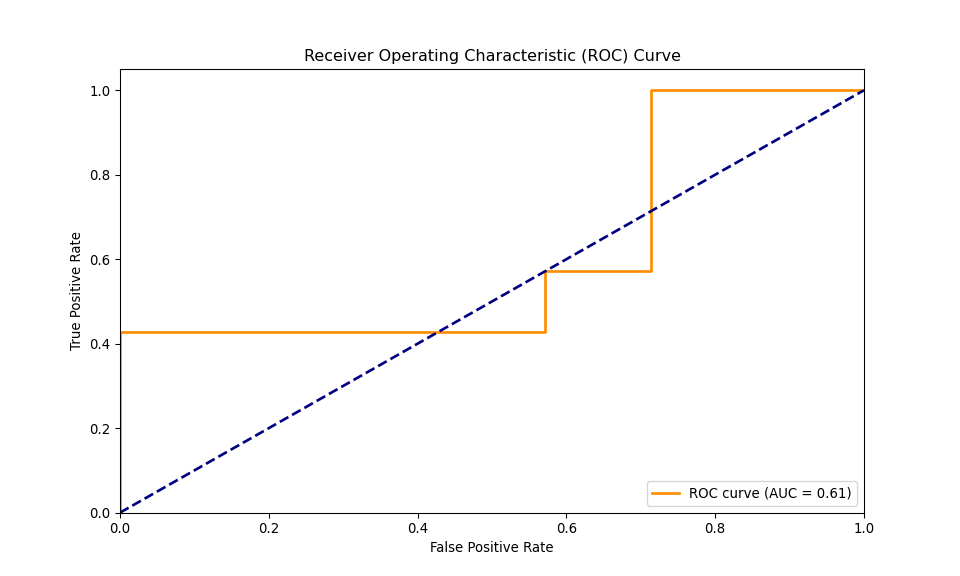 Receiver Operating Characteristic (ROC) Curve
1.0
0.8
0.6
0.4
0.2
0.0
True Positive Rate
ROC curve (AUC = 0.61)
0.0 0.2 0.4 0.6 0.8 1.0
False Positive Rate